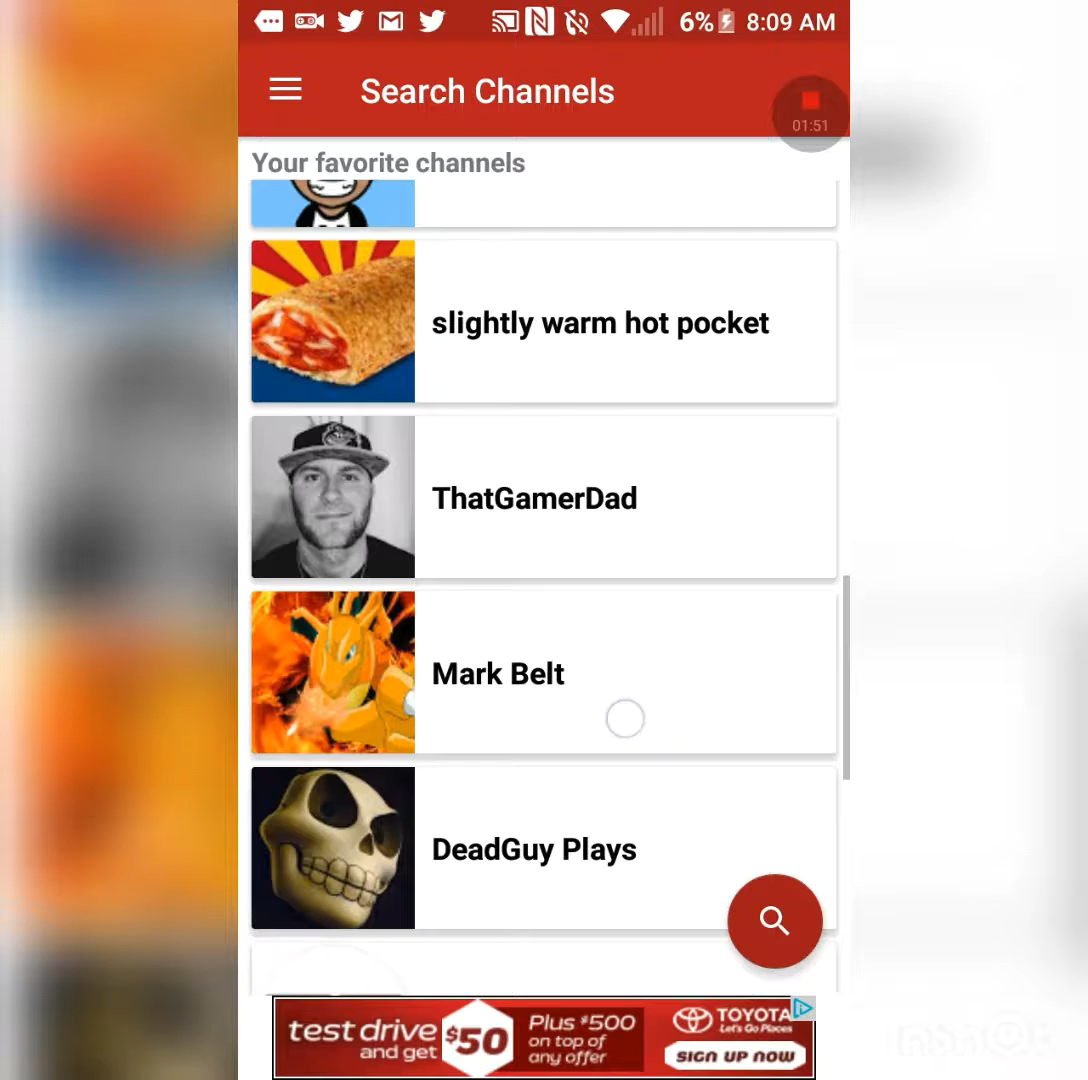 6% 8:09 AM
Search Channels
01:51
Your favorite channels
slightly warm hot pocket
ThatGamerDad
Mark Belt
DeadGuy Plays
test drive
and get
$50
Plus $500
on top of
any offer
TOYOTA
Let's Go Places
SIGN UP NOW
InShOt